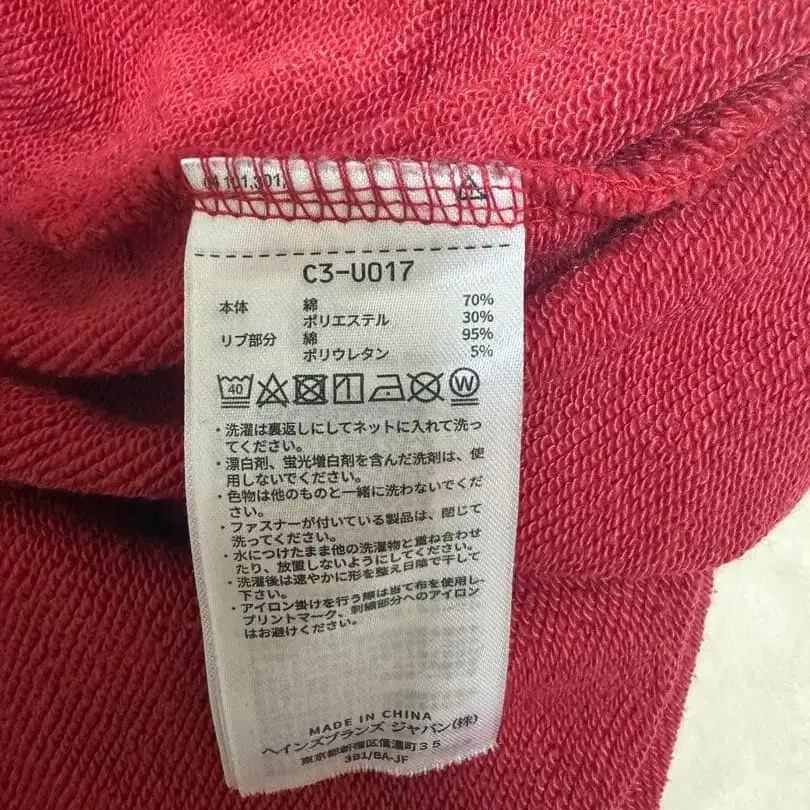 C3-U017
本体 綿 70%
ポリエステル 30%
リブ部分 綿 95%
ポリウレタン 5%
40 W
・洗濯は裏返しにしてネットに入れて洗っ
てください。
・漂白剤、蛍光増白剤を含んだ洗剤は、使
用しないでください。
・色物は他のものと一緒に洗わないでくだ
さい。
・ファスナーが付いている製品は、閉じて
洗ってください。
・水につけたまま他の洗濯物と重ね合わせ
たり、放置しないようにしてください。
・洗濯後は速やかに形を整え日陰で干して
下さい。
・アイロン掛けを行う際は当て布を使用し、
プリントマーク、刺繍部分へのアイロン
はお避けください。
MADE IN CHINA
ヘインズブランズ ジャパン(株)
東京都新宿区信濃町35
3B1/BA-JF